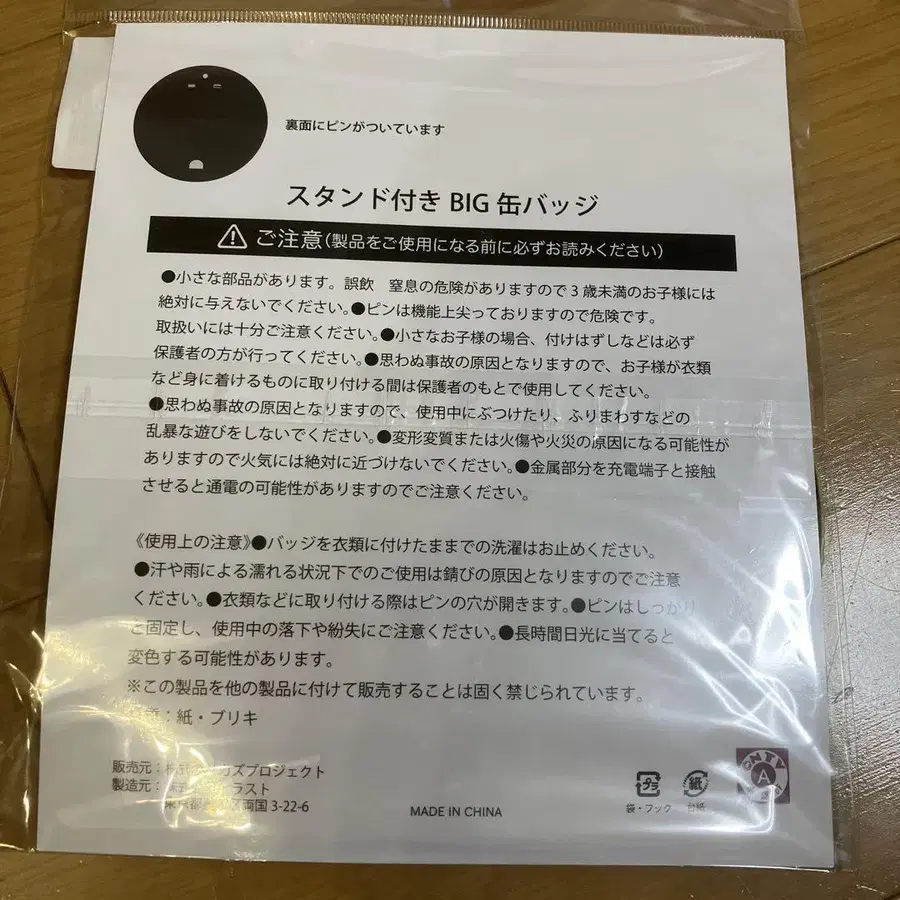 裏面にピンがついています
スタンド付き BIG 缶バッジ
ご注意(製品をご使用になる前に必ずお読みください)
●小さな部品があります。誤飲　窒息の危険がありますので 3 歳未満のお子様には
絶対に与えないでください。●ピンは機能上尖っておりますので危険です。
取扱いには十分ご注意ください。●小さなお子様の場合、付けはずしなどは必ず
保護者の方が行ってください。●思わぬ事故の原因となりますので、お子様が衣類
など身に着けるものに取り付ける間は保護者のもとで使用してください。
●思わぬ事故の原因となりますので、使用中にぶつけたり、ふりまわすなどの
乱暴な遊びをしないでください。●変形変質または火傷や火災の原因になる可能性が
ありますので火気には絶対に近づけないでください。●金属部分を充電端子と接触
させると通電の可能性がありますのでご注意ください。
《使用上の注意》●バッジを衣類に付けたままでの洗濯はお止めください。
●汗や雨による濡れる状況下でのご使用は錆びの原因となりますのでご注意
ください。●衣類などに取り付ける際はピンの穴が開きます。●ピンはしっかり
と固定し、使用中の落下や紛失にご注意ください。●長時間日光に当てると
変色する可能性があります。
※この製品を他の製品に付けて販売することは固く禁じられています。
：紙・ブリキ
販売元：株式 ガズプロジェクト
製造元： ラスト
東京都 区両国 3-22-6
MADE IN CHINA
プラ
袋・フック
紙
台紙
NTV
A